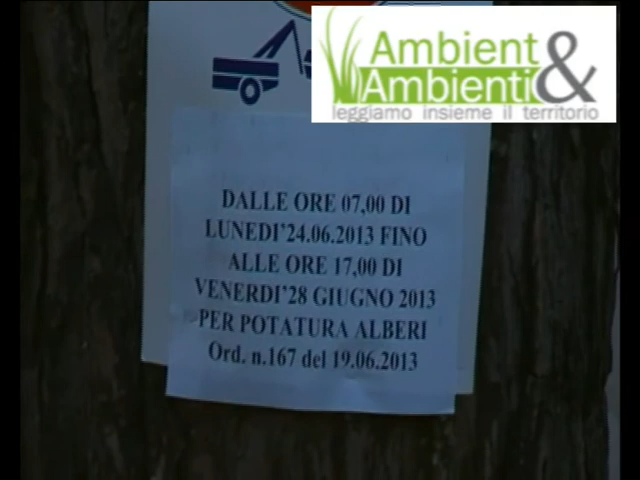 Ambient &
Ambienti
leggiamo insieme il territorio
DALLE ORE 07,00 DI
LUNEDI'24.06.2013 FINO
ALLE ORE 17,00 DI
VENERDI'28 GIUGNO 2013
PER POTATURA ALBERI
Ord. n.167 del 19.06.2013